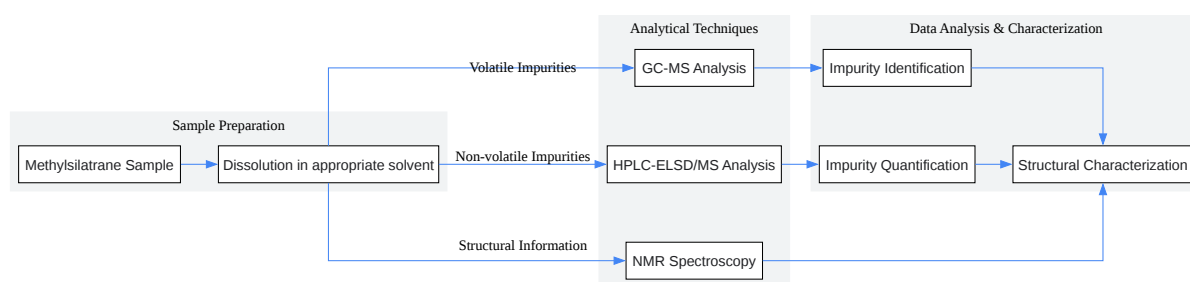 Analytical Techniques
Data Analysis & Characterization
Volatile Impurities
GC-MS Analysis
Impurity Identification
Sample Preparation
Methylsilatrane Sample
Dissolution in appropriate solvent
Non-volatile Impurities
HPLC-ELSD/MS Analysis
Impurity Quantification
Structural Characterization
Structural Information
NMR Spectroscopy